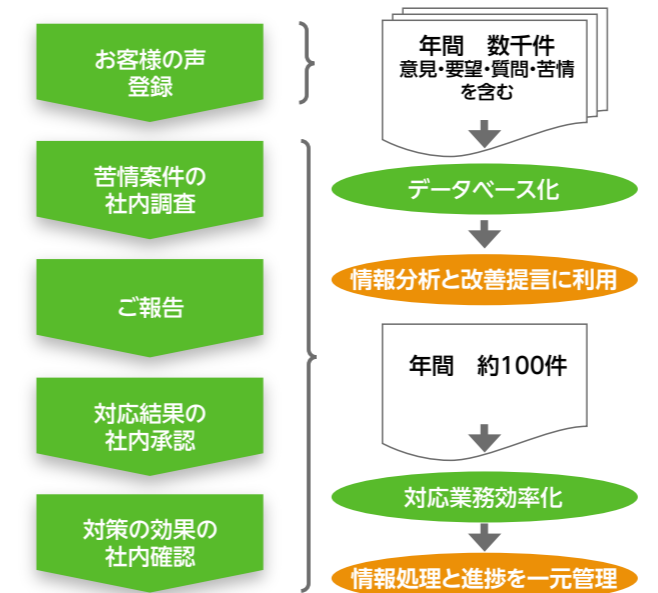 お客様の声
登録
苦情案件の
社内調査
ご報告
対応結果の
社内承認
対策の効果の
社内確認
年間　数千件
意見・要望・質問・苦情
を含む
データベース化
情報分析と改善提言に利用
年間　約100件
対応業務効率化
情報処理と進捗を一元管理